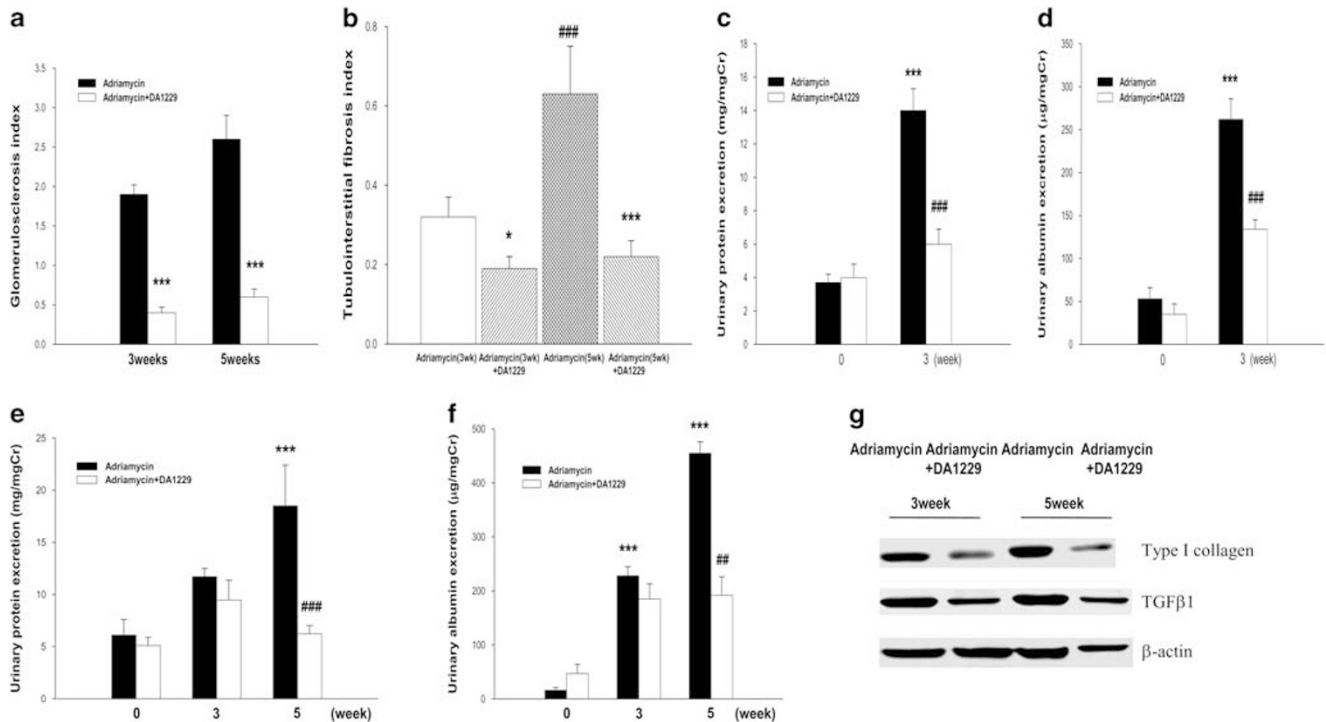 a
Glomerulosclerosis index
3.5
3.0
2.5
2.0
1.5
1.0
0.5
0.0
Adriamycin
Adriamycin+DA1229
***
***
3weeks
5weeks
b
Tubulointerstitial fibrosis index
0.8
0.6
0.4
0.2
0.0
*
###
***
Adriamycin(3wk)
Adriamycin(3wk)
+DA1229
Adriamycin(5wk)
Adriamycin(5wk)
+DA1229
c
Urinary protein excretion (mg/mgCr)
18
16
14
12
10
8
6
4
2
0
Adriamycin
Adriamycin+DA1229
***
###
0
3 (week)
d
Urinary albumin excretion (μg/mgCr)
350
300
250
200
150
100
50
0
Adriamycin
Adriamycin+DA1229
***
###
0
3 (week)
e
Urinary protein excretion (mg/mgCr)
25
20
15
10
5
0
Adriamycin
Adriamycin+DA1229
***
###
0
3
5
(week)
f
Urinary albumin excretion (μg/mgCr)
500
400
300
200
100
0
Adriamycin
Adriamycin+DA1229
***
***
##
0
3
5
(week)
g
Adriamycin Adriamycin Adriamycin Adriamycin
+DA1229 +DA1229
3week
5week
Type I collagen
TGFβ1
β-actin